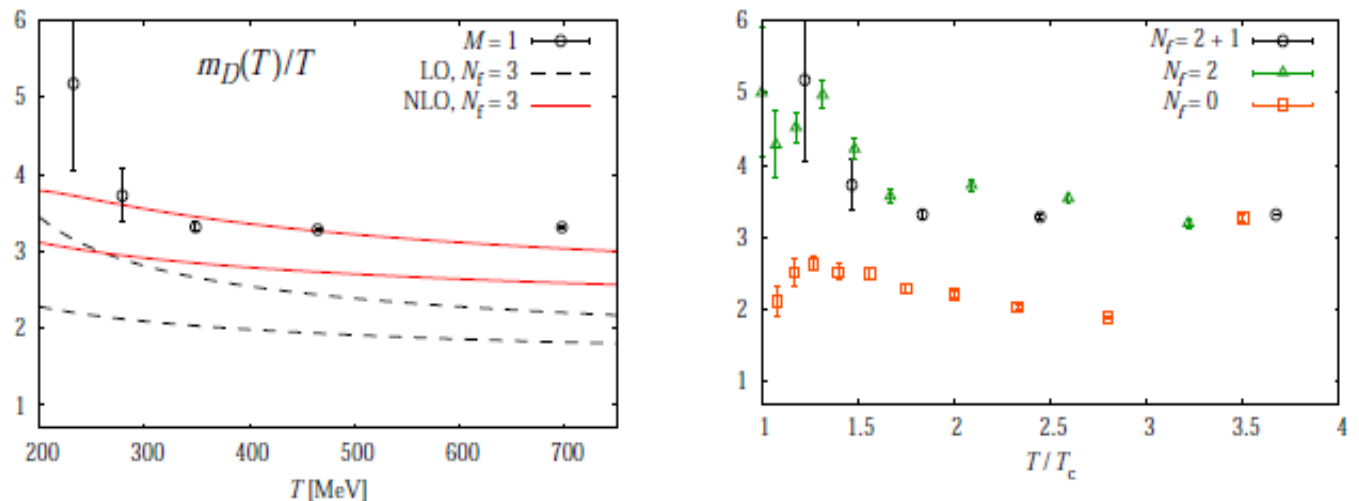 6
5
4
3
2
1
200
300
400
500
600
700
T [MeV]
m_D(T)/T
M = 1
LO, N_f = 3
NLO, N_f = 3
6
5
4
3
2
1
1
1.5
2
2.5
3
3.5
4
T / T_c
N_f = 2 + 1
N_f = 2
N_f = 0